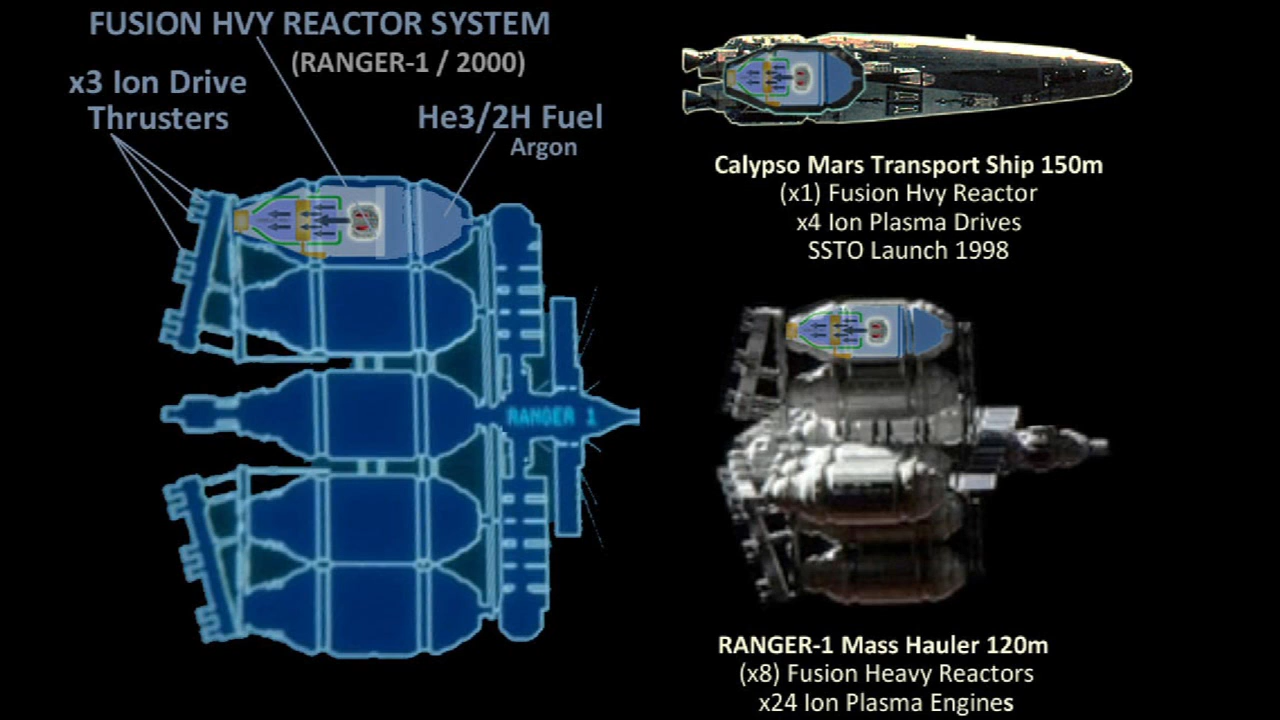 FUSION HVY REACTOR SYSTEM
(RANGER-1 / 2000)
x3 Ion Drive
Thrusters
He3/2H Fuel
Argon
RANGER 1
Calypso Mars Transport Ship 150m
(x1) Fusion Hvy Reactor
x4 Ion Plasma Drives
SSTO Launch 1998
RANGER-1 Mass Hauler 120m
(x8) Fusion Heavy Reactors
x24 Ion Plasma Engines